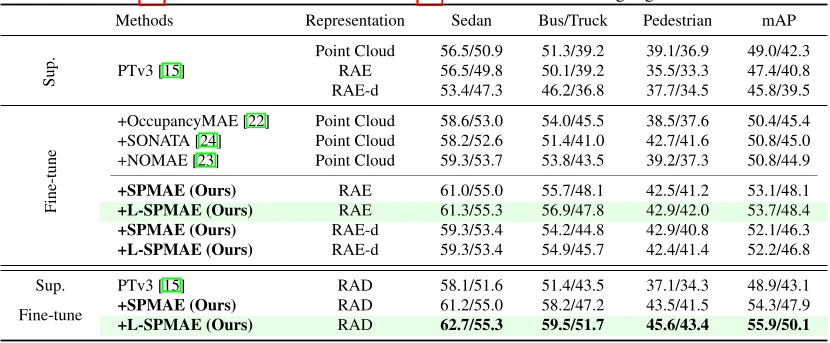 Methods Representation Sedan Bus/Truck Pedestrian mAP
Sup. PTv3 [15] Point Cloud 56.5/50.9 51.3/39.2 39.1/36.9 49.0/42.3
RAE 56.5/49.8 50.1/39.2 35.5/33.3 47.4/40.8
RAE-d 53.4/47.3 46.2/36.8 37.7/34.5 45.8/39.5
Fine-tune
+OccupancyMAE [22] Point Cloud 58.6/53.0 54.0/45.5 38.5/37.6 50.4/45.4
+SONATA [24] Point Cloud 58.2/52.6 51.4/41.0 42.7/41.6 50.8/45.0
+NOMAE [23] Point Cloud 59.3/53.7 53.8/43.5 39.2/37.3 50.8/44.9
+SPMAE (Ours) RAE 61.0/55.0 55.7/48.1 42.5/41.2 53.1/48.1
+L-SPMAE (Ours) RAE 61.3/55.3 56.9/47.8 42.9/42.0 53.7/48.4
+SPMAE (Ours) RAE-d 59.3/53.4 54.2/44.8 42.9/40.8 52.1/46.3
+L-SPMAE (Ours) RAE-d 59.3/53.4 54.9/45.7 42.4/41.4 52.2/46.8
Sup. PTv3 [15] RAD 58.1/51.6 51.4/43.5 37.1/34.3 48.9/43.1
Fine-tune +SPMAE (Ours) RAD 61.2/55.0 58.2/47.2 43.5/41.5 54.3/47.9
+L-SPMAE (Ours) RAD 62.7/55.3 59.5/51.7 45.6/43.4 55.9/50.1